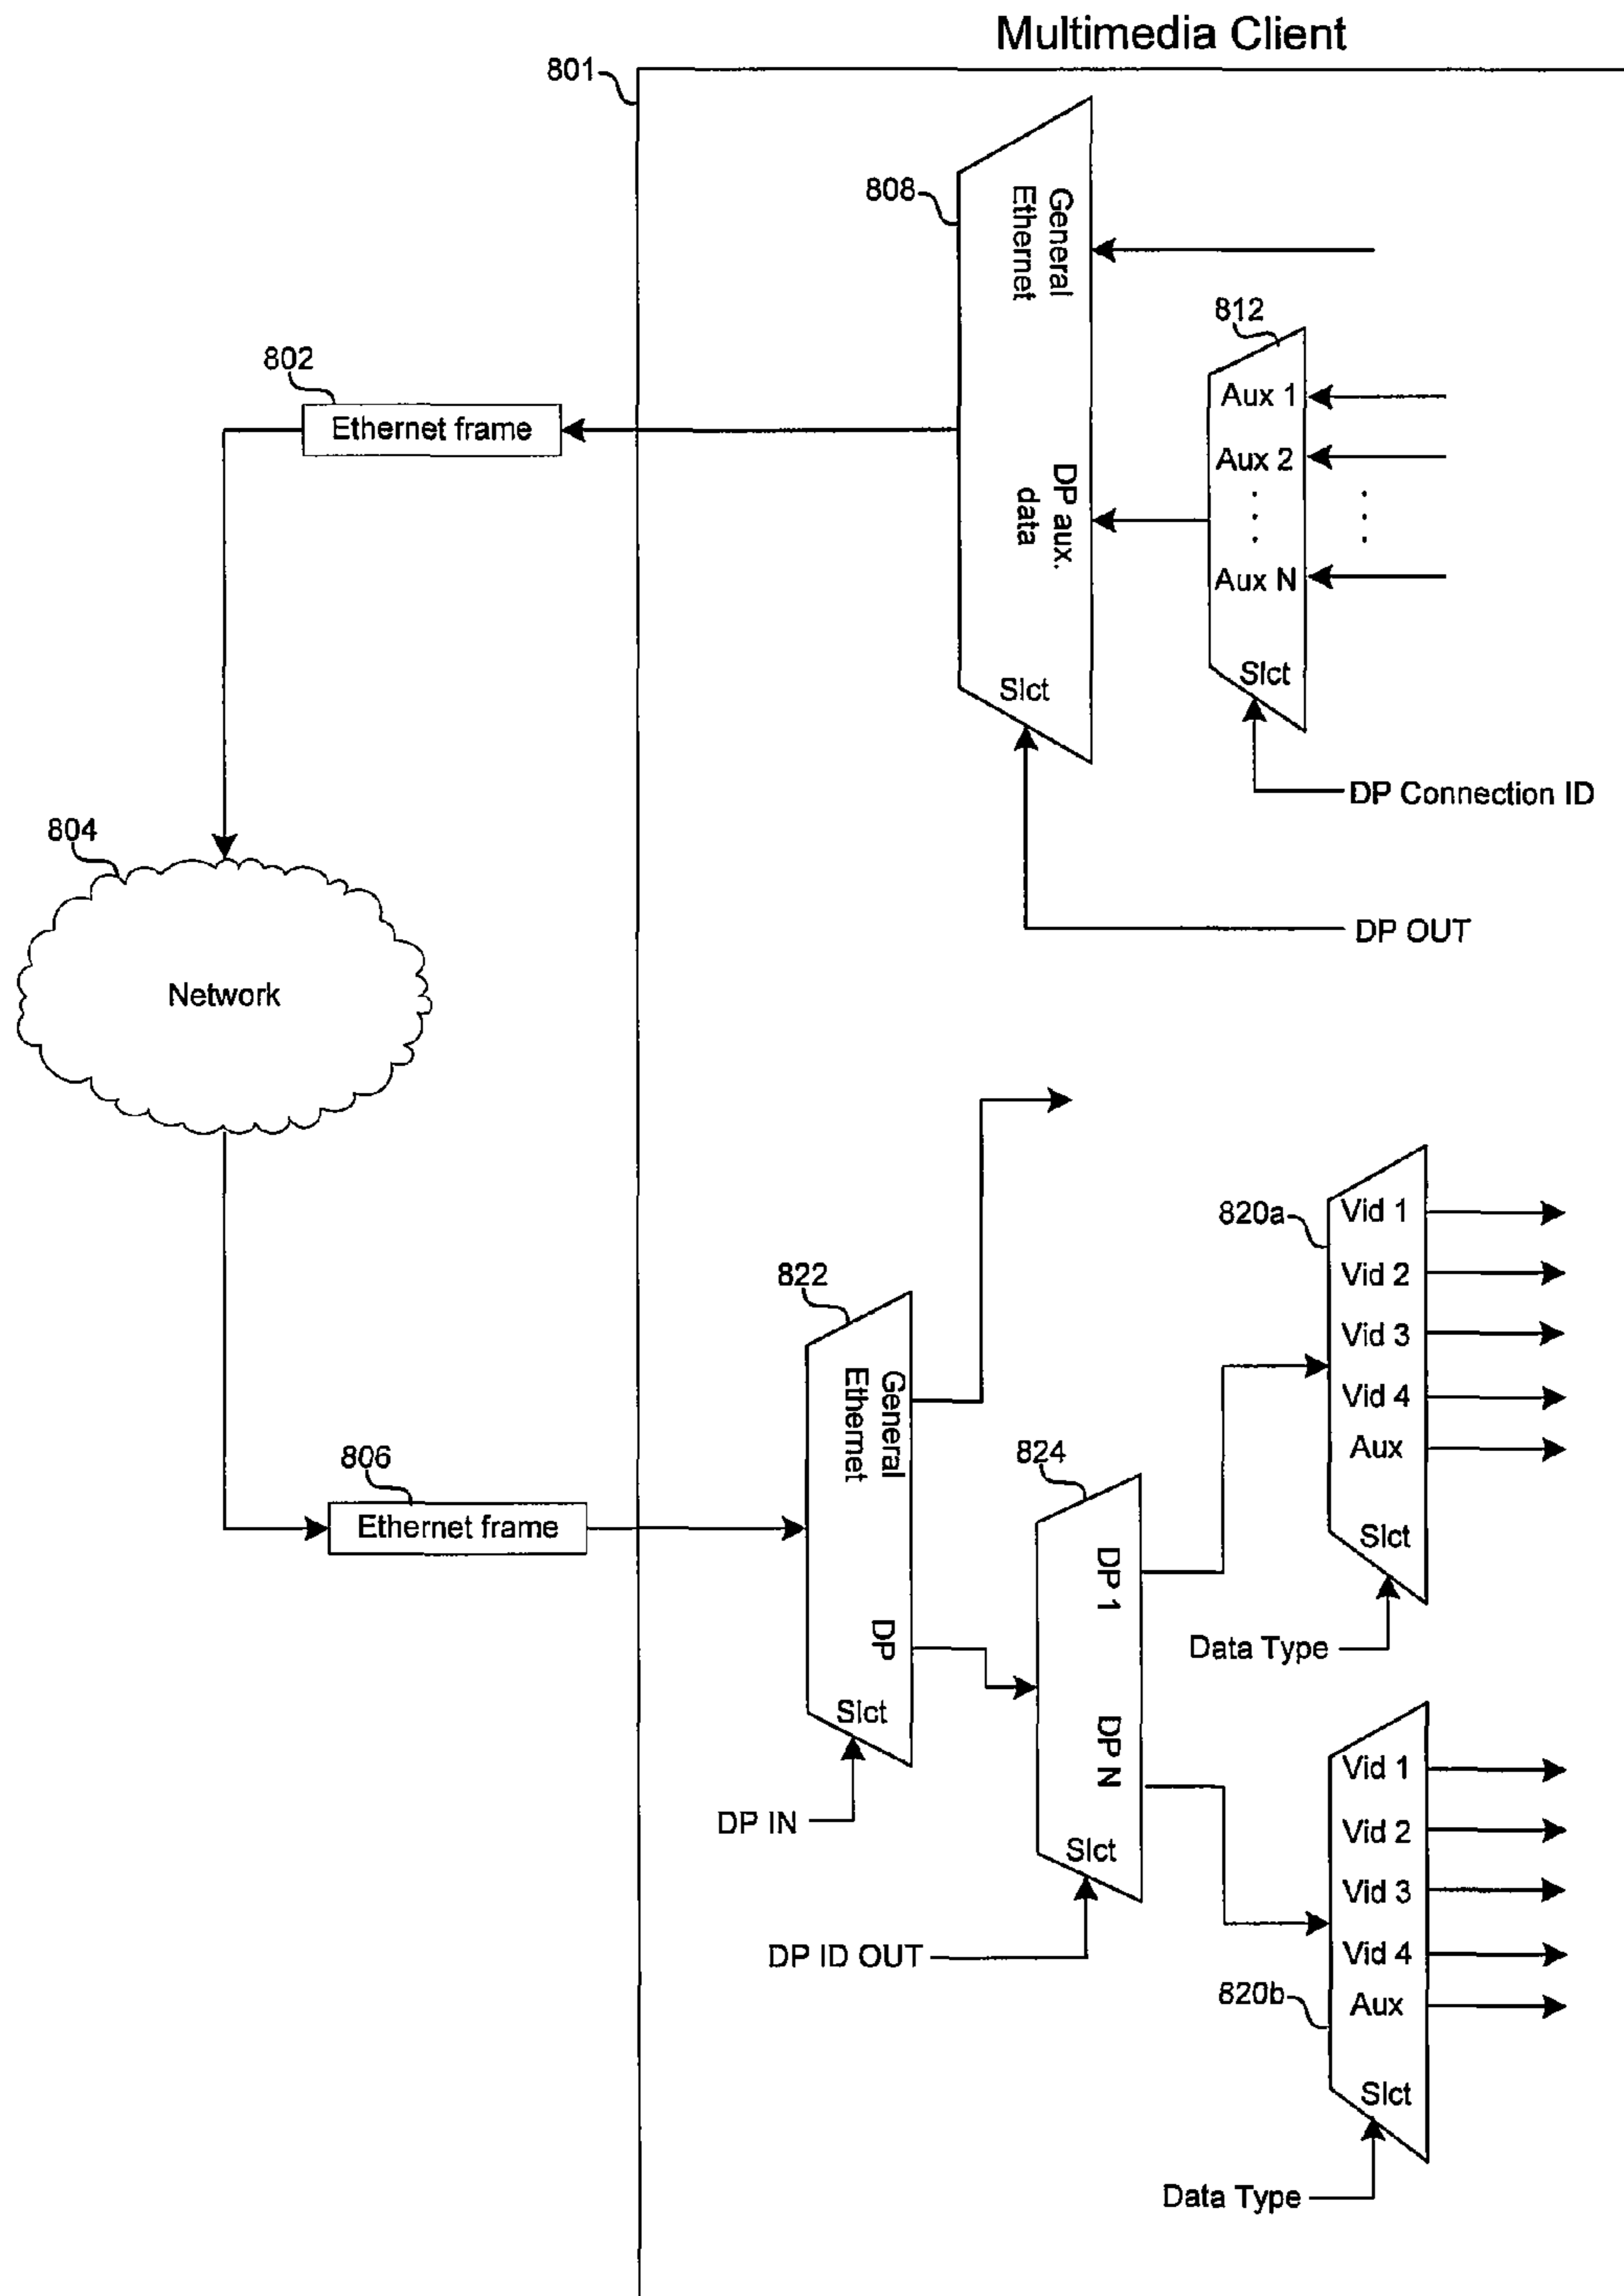 Multimedia Client
801
808
General
Ethernet
812
Aux 1
802
Ethernet frame
Aux 2
DP aux.
data
Aux N
Slct
Slct
DP Connection ID
804
DP OUT
Network
820a
Vid 1
822
Vid 2
Vid 3
General
Ethernet
Vid 4
806
824
Aux
Ethernet frame
Slct
DP 1
DP
Data Type
Slct
DP N
Vid 1
DP IN
Vid 2
Slct
Vid 3
DP ID OUT
Vid 4
820b
Aux
Slct
Data Type